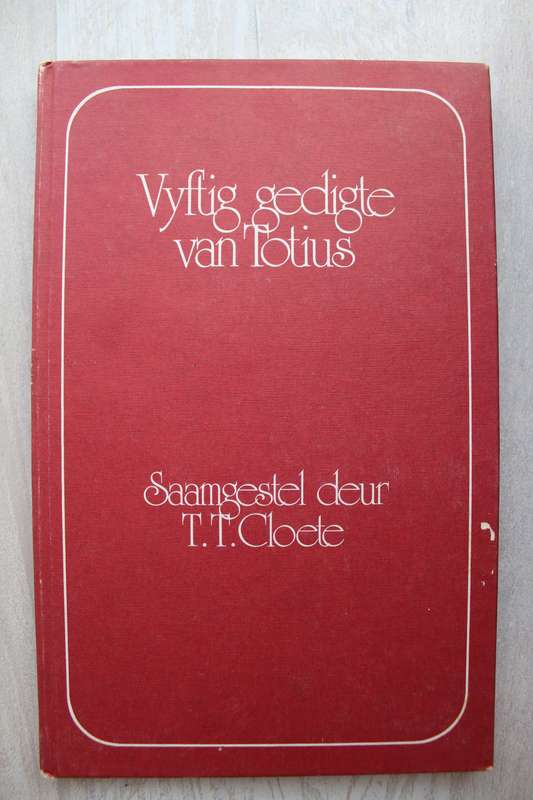 Vyftig gedigte
van Totius
Saamgestel deur
T. T. Cloete